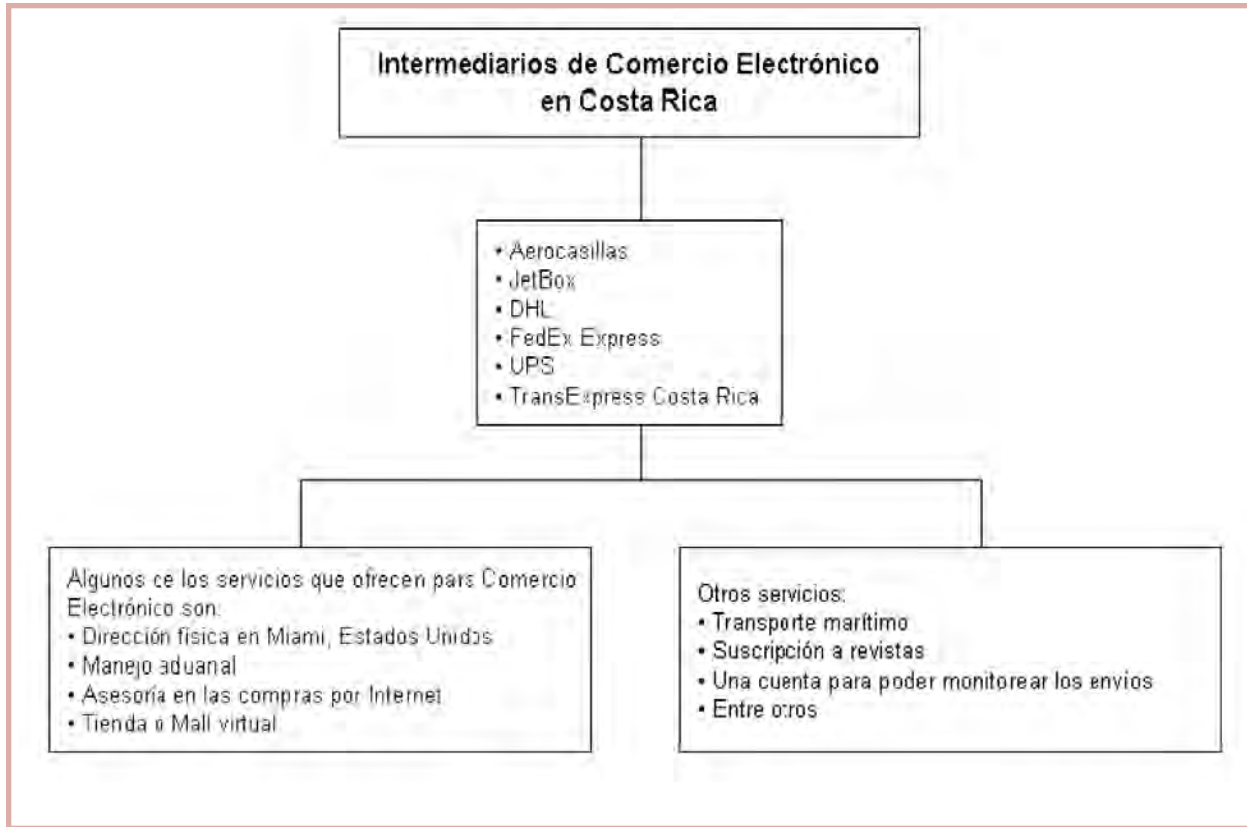 Intermediarios de Comercio Electrónico
en Costa Rica
• Aerocasillas
• JetBox
• DHL
• FedEx Express
• UPS
• TransExpress Costa Rica
Algunos ce los servicios que ofrecen pars Comercio
Electrónico son:
• Dirección física en Miami, Estados Unidos
• Manejo aduanal
• Asesoría en las compras por Internet
• Tienda o Mall virtual
Otros servicios:
• Transporte marítimo
• Suscripción a revistas
• Una cuenta para poder monitorear los envíos
• Entre otros